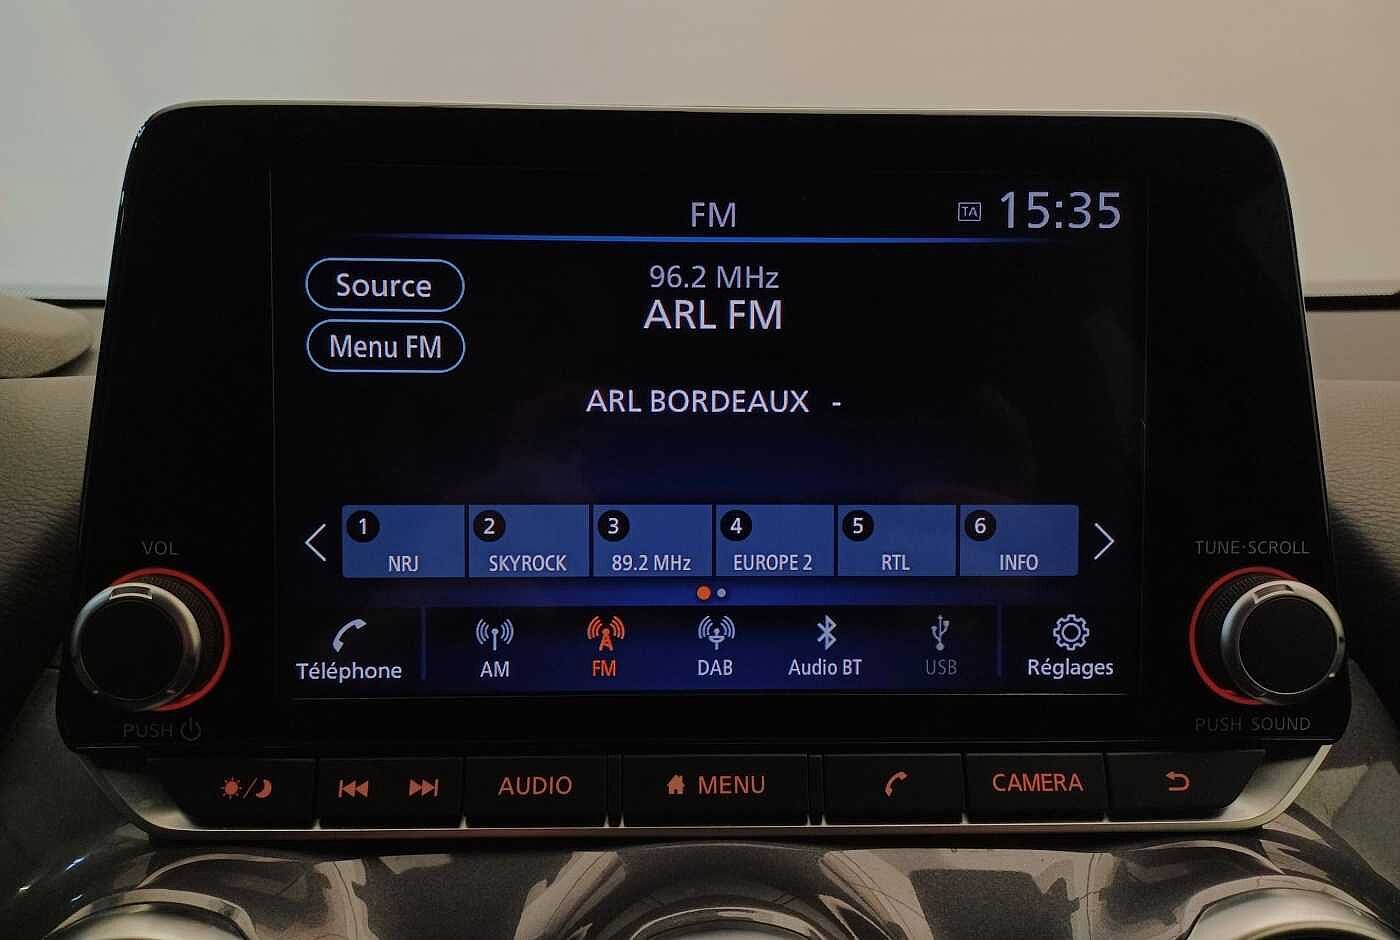 FM
TA 15:35
Source
96.2 MHz
ARL FM
Menu FM
ARL BORDEAUX -
1 NRJ
2 SKYROCK
3 89.2 MHz
4 EUROPE 2
5 RTL
6 INFO
VOL
TUNE·SCROLL
Téléphone
AM
FM
DAB
Audio BT
USB
Réglages
PUSH
PUSH SOUND
AUDIO
MENU
CAMERA